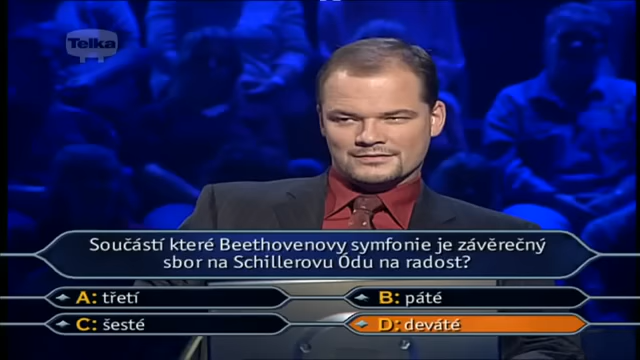 Telka
Součástí které Beethovenovy symfonie je závěrečný
sbor na Schillerovu Ódu na radost?
A: třetí
B: páté
C: šesté
D: deváté